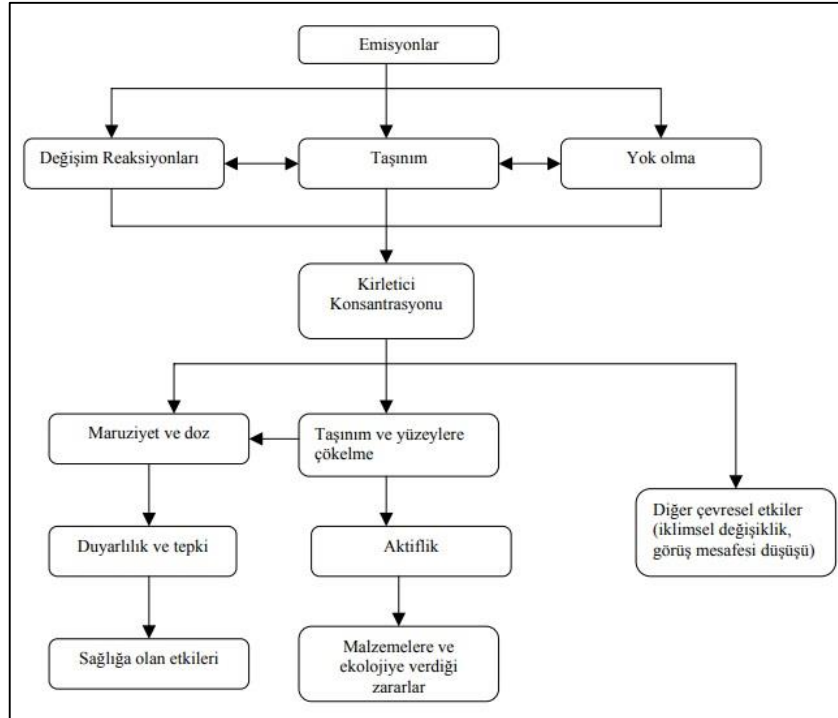 Emisyonlar
Değişim Reaksiyonları
Taşınım
Yok olma
Kirletici
Konsantrasyonu
Maruziyet ve doz
Taşınım ve yüzeylere
çökelme
Diğer çevresel etkiler
(iklimsel değişiklik,
görüş mesafesi düşüşü)
Duyarlılık ve tepki
Aktiflik
Sağlığa olan etkileri
Malzemelere ve
ekolojiye verdiği
zararlar